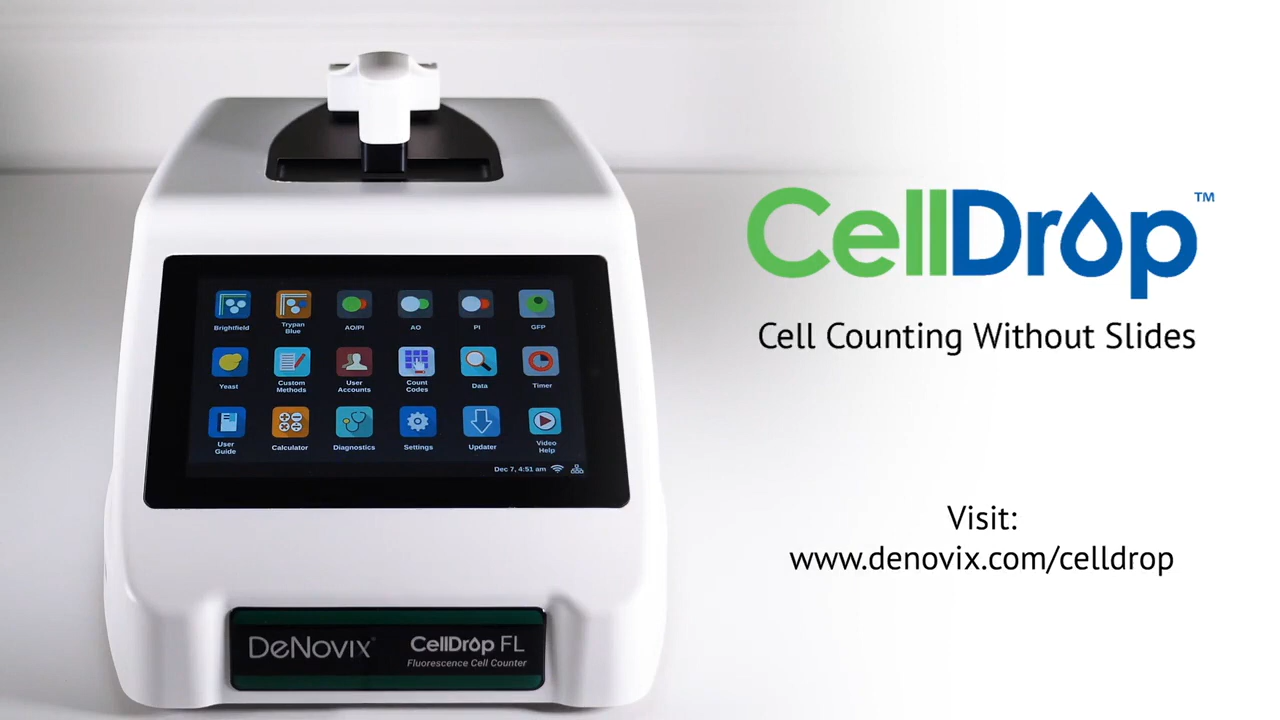 Brightfield
Trypan
Blue
AO/PI
AO
PI
GFP
Yeast
Custom
Methods
User
Accounts
Count
Codes
Data
Timer
User
Guide
Calculator
Diagnostics
Settings
Updater
Video
Help
Dec 7, 4:51 am
DeNovix®
CellDrop FL
Fluorescence Cell Counter
CellDrop™
Cell Counting Without Slides
Visit:
www.denovix.com/celldrop